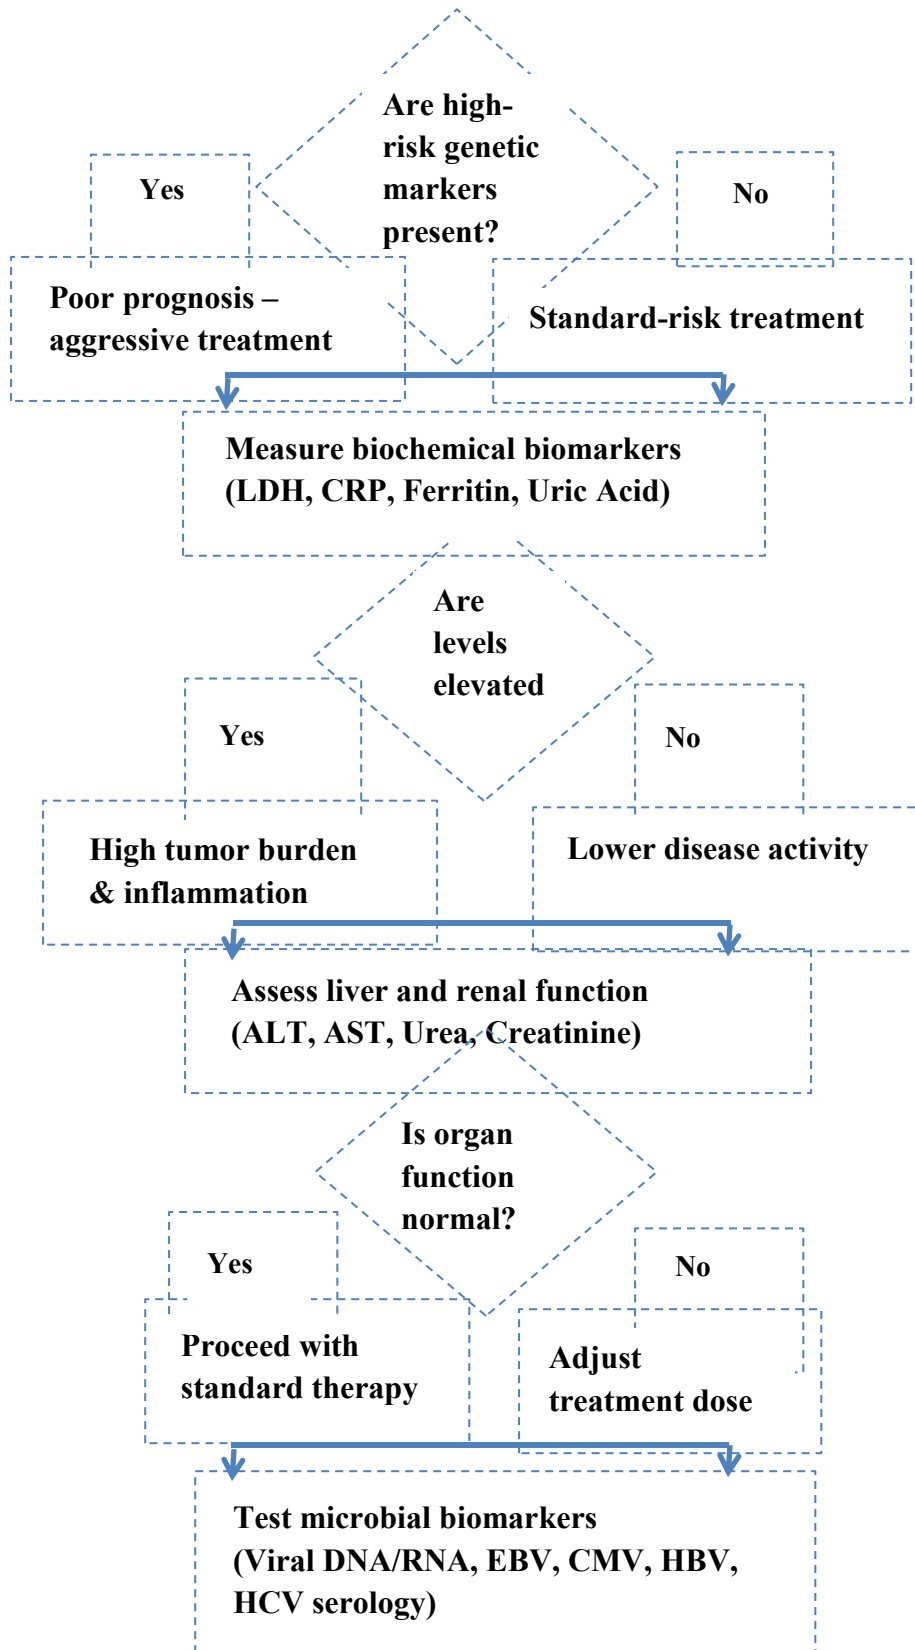 Are high-
risk genetic
markers
present?
Yes
No
Poor prognosis –
aggressive treatment
Standard-risk treatment
Measure biochemical biomarkers
(LDH, CRP, Ferritin, Uric Acid)
Are
levels
elevated
Yes
No
High tumor burden
& inflammation
Lower disease activity
Assess liver and renal function
(ALT, AST, Urea, Creatinine)
Is organ
function
normal?
Yes
No
Proceed with
standard therapy
Adjust
treatment dose
Test microbial biomarkers
(Viral DNA/RNA, EBV, CMV, HBV,
HCV serology)